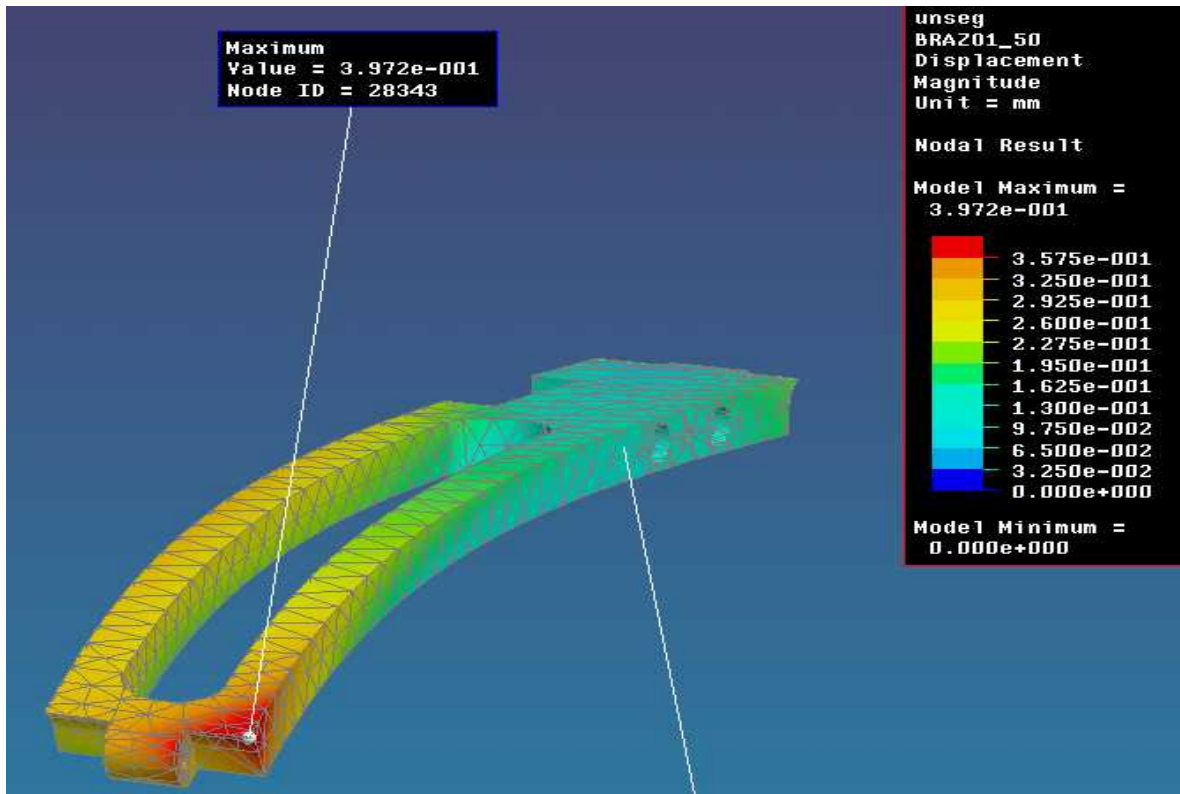 Maximum
Value = 3.972e-001
Node ID = 28343
unseg
BRAZO1_50
Displacement
Magnitude
Unit = mm
Nodal Result
Model Maximum =
3.972e-001
3.575e-001
3.250e-001
2.925e-001
2.600e-001
2.275e-001
1.950e-001
1.625e-001
1.300e-001
9.750e-002
6.500e-002
3.250e-002
0.000e+000
Model Minimum =
0.000e+000